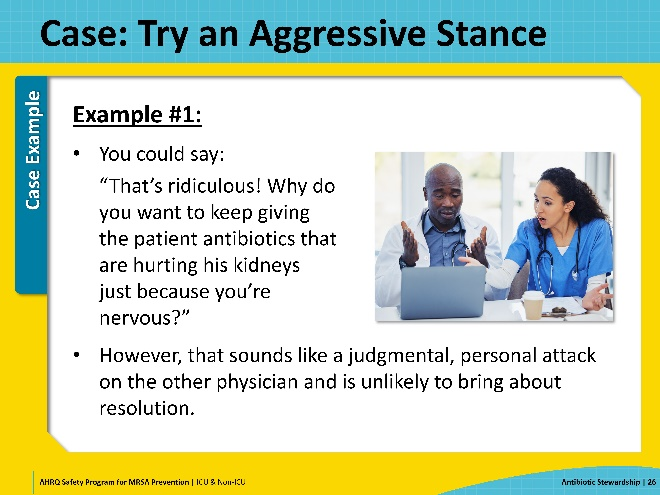 Case: Try an Aggressive Stance
Case Example
Example #1:
• You could say:
“That’s ridiculous! Why do
you want to keep giving
the patient antibiotics that
are hurting his kidneys
just because you’re
nervous?”
• However, that sounds like a judgmental, personal attack
on the other physician and is unlikely to bring about
resolution.
AHRQ Safety Program for MRSA Prevention | ICU & Non-ICU
Antibiotic Stewardship | 26